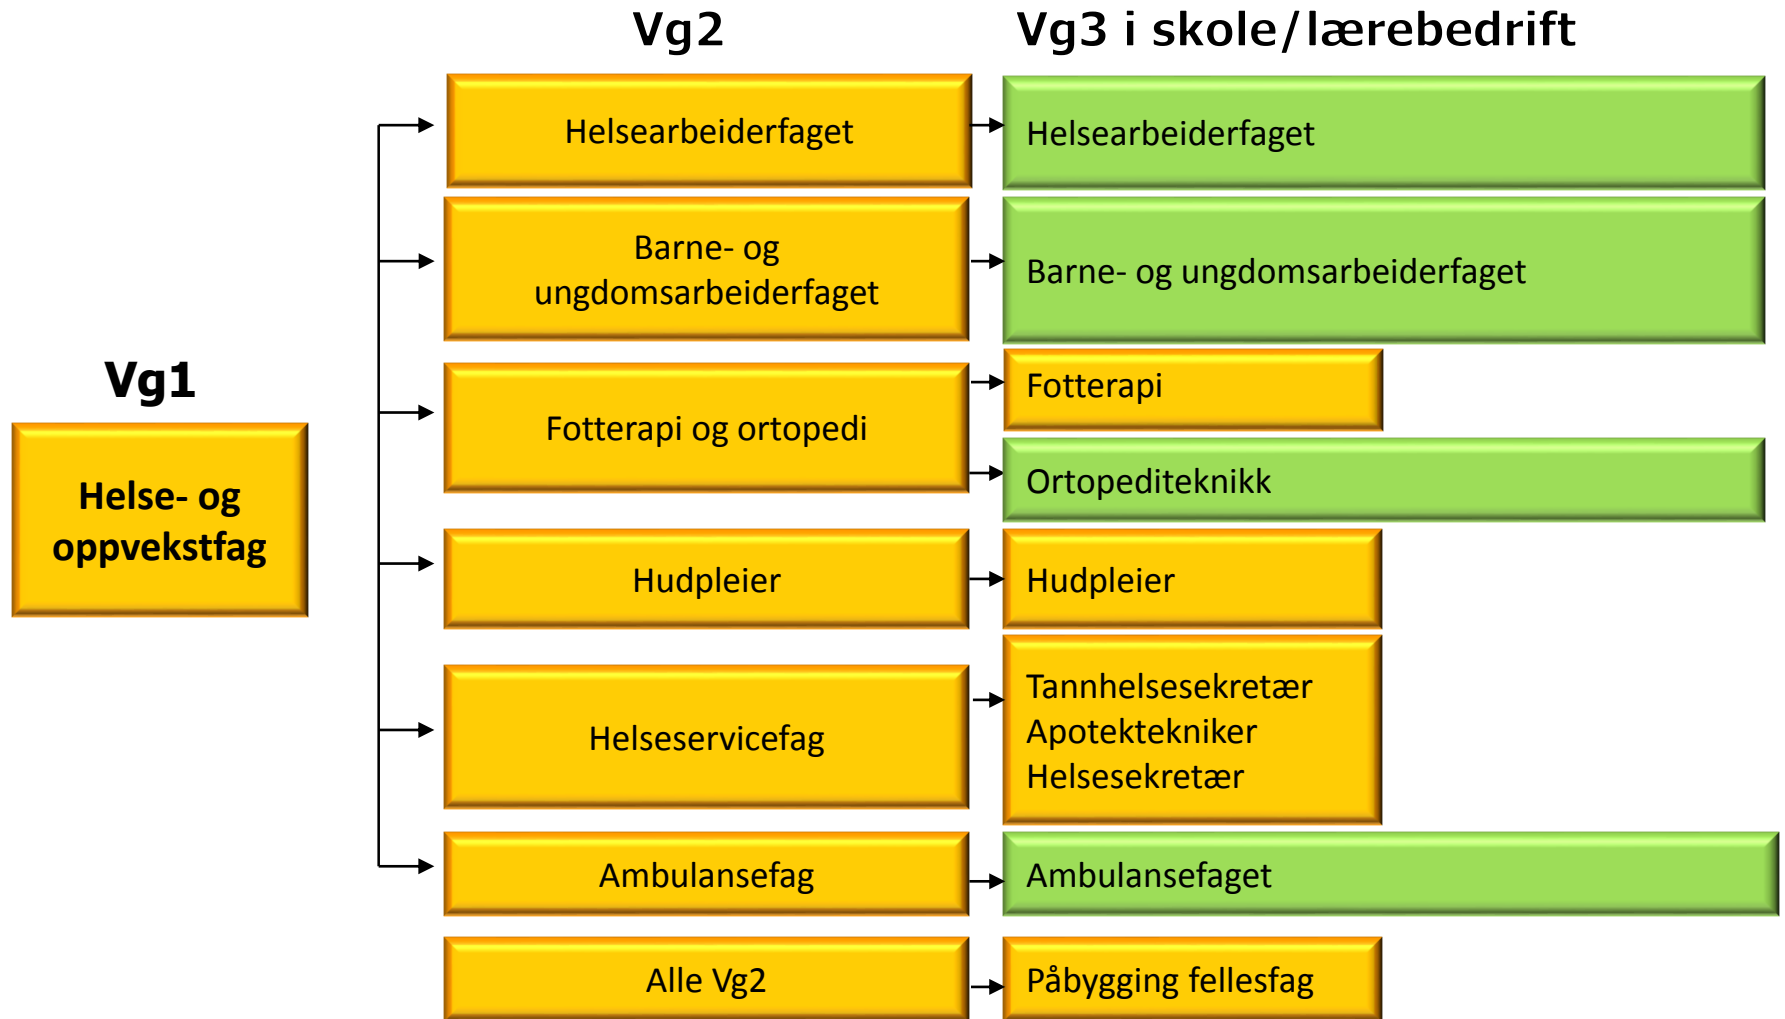 Vg2
Vg3 i skole/lærebedrift
Helsearbeiderfaget
Helsearbeiderfaget
Barne- og
ungdomsarbeiderfaget
Barne- og ungdomsarbeiderfaget
Vg1
Helse- og
oppvekstfag
Fotterapi og ortopedi
Fotterapi
Ortopediteknikk
Hudpleier
Hudpleier
Helseservicefag
Tannhelsesekretær
Apotektekniker
Helsesekretær
Ambulansefag
Ambulansefaget
Alle Vg2
Påbygging fellesfag